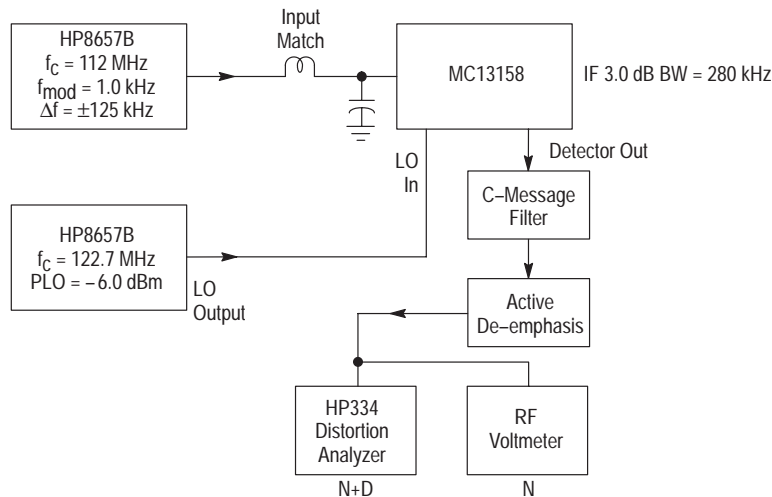 HP8657B
fC = 112 MHz
fmod = 1.0 kHz
Δf = ±125 kHz
Input
Match
MC13158
IF 3.0 dB BW = 280 kHz
LO
In
Detector Out
C–Message
Filter
HP8657B
fC = 122.7 MHz
PLO = –6.0 dBm
LO
Output
Active
De–emphasis
HP334
Distortion
Analyzer
N+D
RF
Voltmeter
N